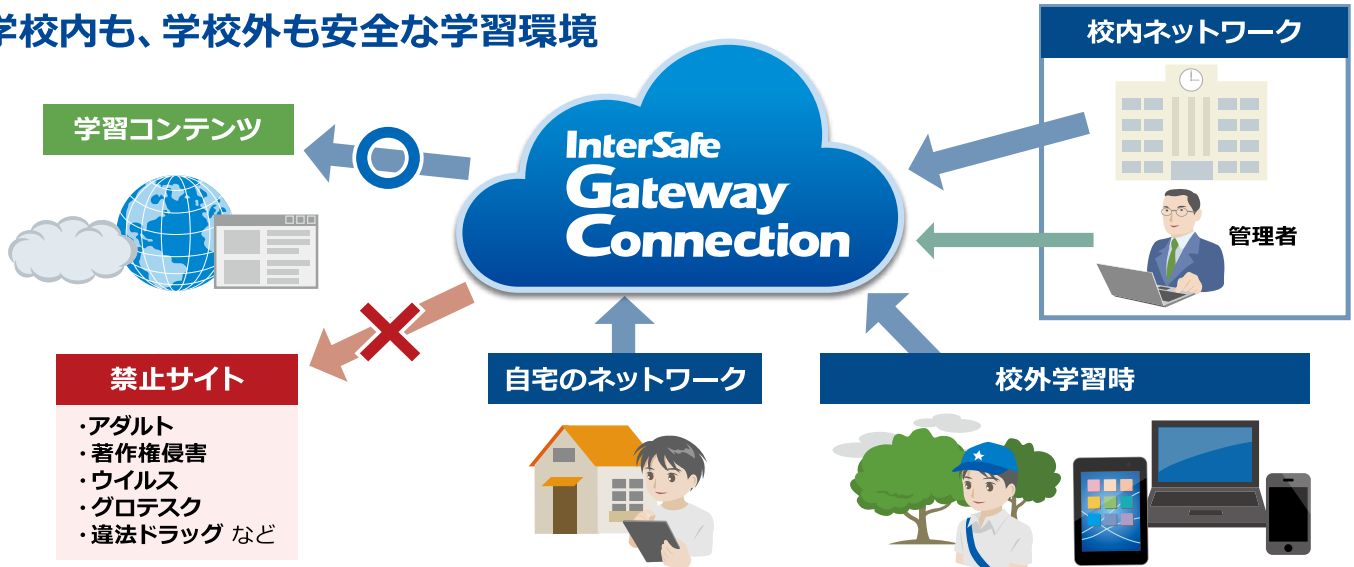 学校内も、学校外も安全な学習環境
校内ネットワーク
学習コンテンツ
InterSafe
Gateway
Connection
管理者
禁止サイト
・アダルト
・著作権侵害
・ウイルス
・グロテスク
・違法ドラッグ など
自宅のネットワーク
校外学習時